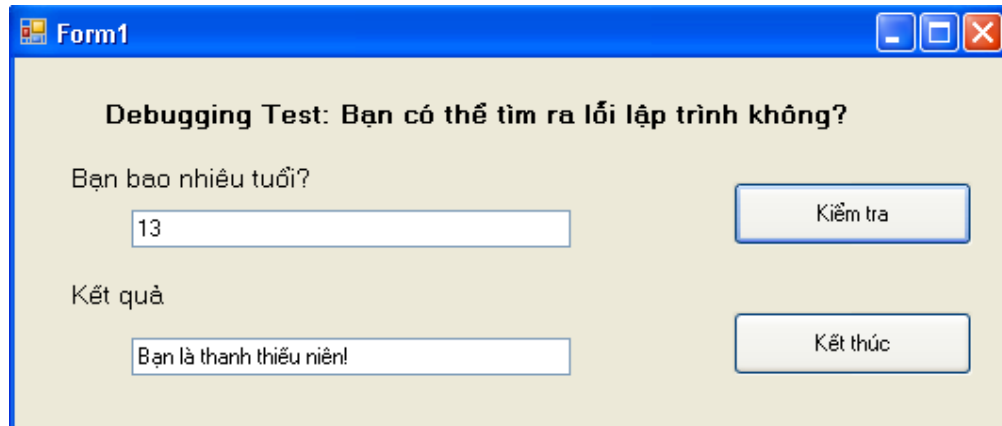 Form1
Debugging Test: Bạn có thể tìm ra lỗi lập trình không?
Bạn bao nhiêu tuổi?
13
Kiểm tra
Kết quả
Bạn là thanh thiếu niên!
Kết thúc